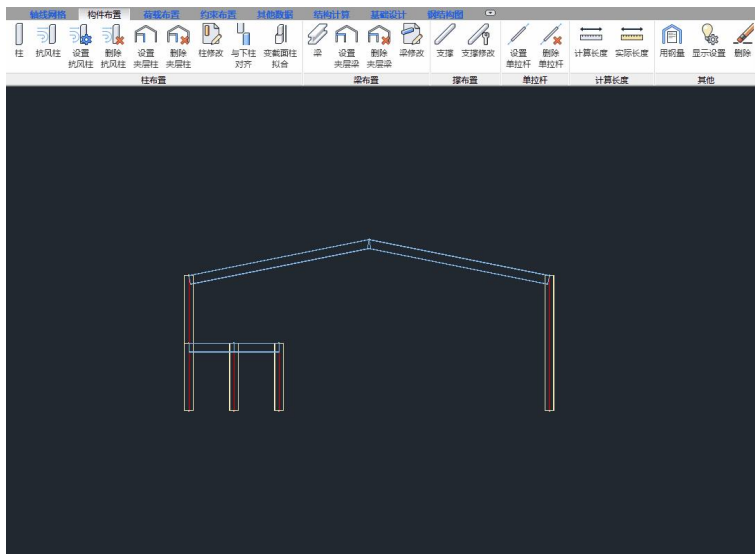 轴线网格 构件布置 荷载布置 约束布置 其他数据 结构计算 基础设计 钢结构图
柱 抗风柱 设置抗风柱 删除抗风柱 设置夹层柱 删除夹层柱 柱修改 与下柱对齐 变截面柱拟合 梁 设置夹层梁 删除夹层梁 梁修改 支撑 支撑修改 设置单拉杆 删除单拉杆 计算长度 实际长度 用钢量 显示设置 删除
柱布置 梁布置 撑布置 单拉杆 计算长度 其他